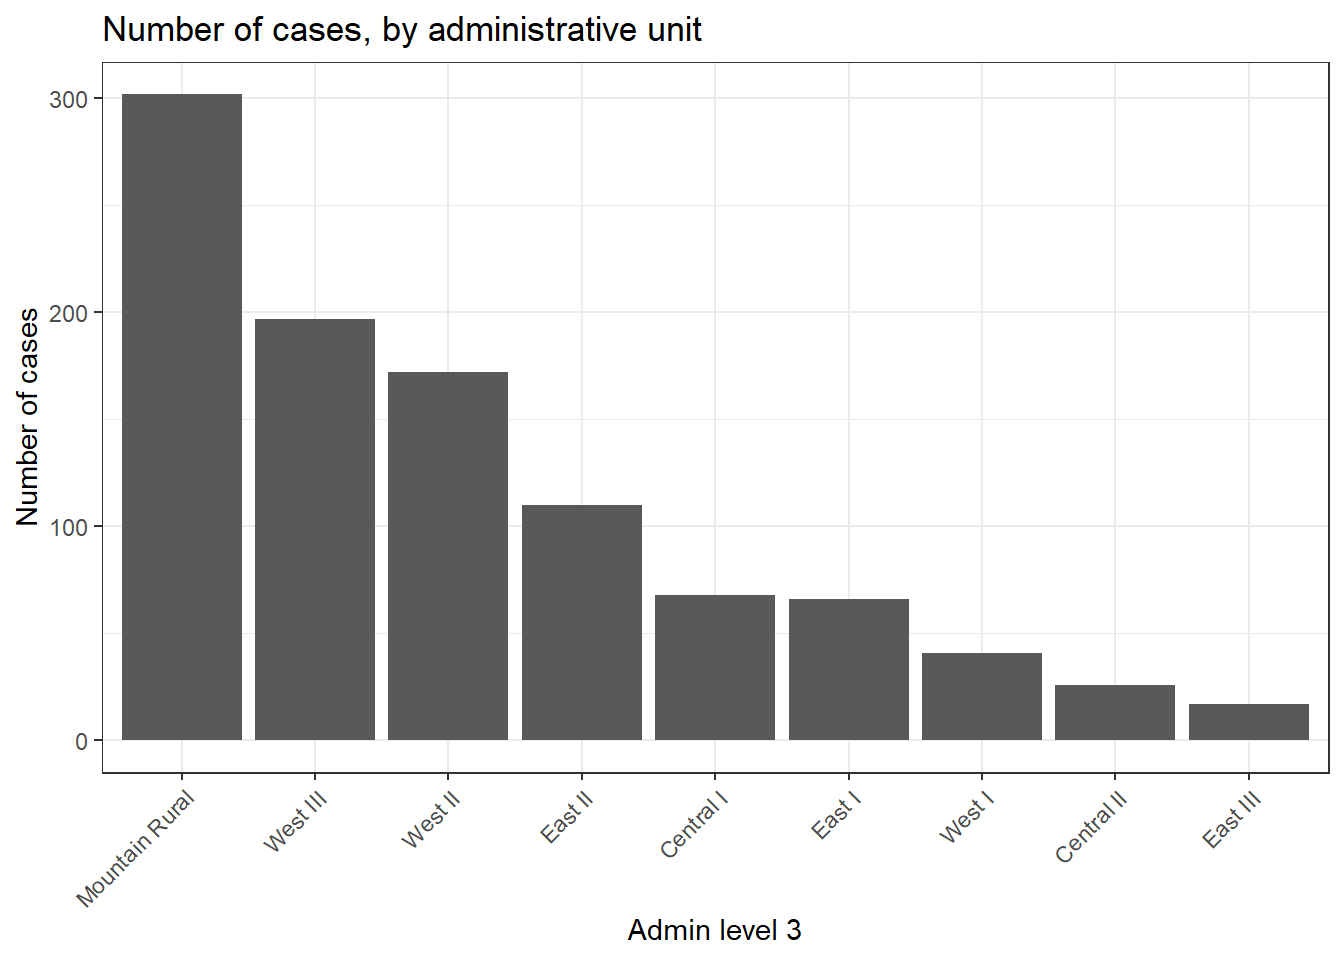 Number of cases, by administrative unit
Number of cases
300
200
100
0
Mountain Rural
West III
West II
East II
Central I
East I
West I
Central II
East III
Admin level 3